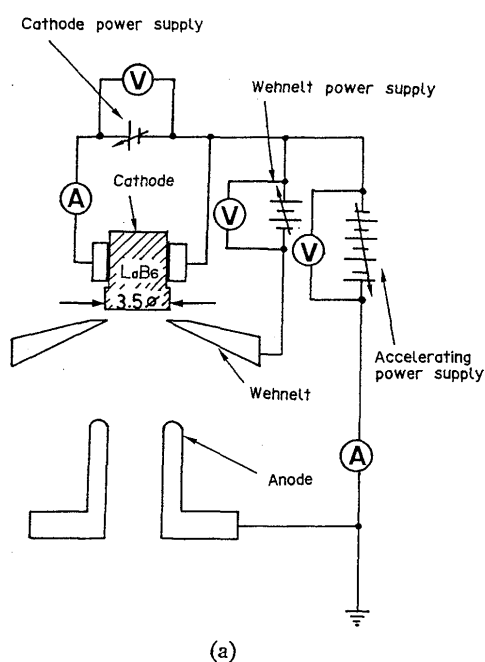 Cathode power supply
V
Wehnelt power supply
A
Cathode
V
V
LaB6
3.5ø
Wehnelt
Accelerating
power supply
Anode
A
(a)